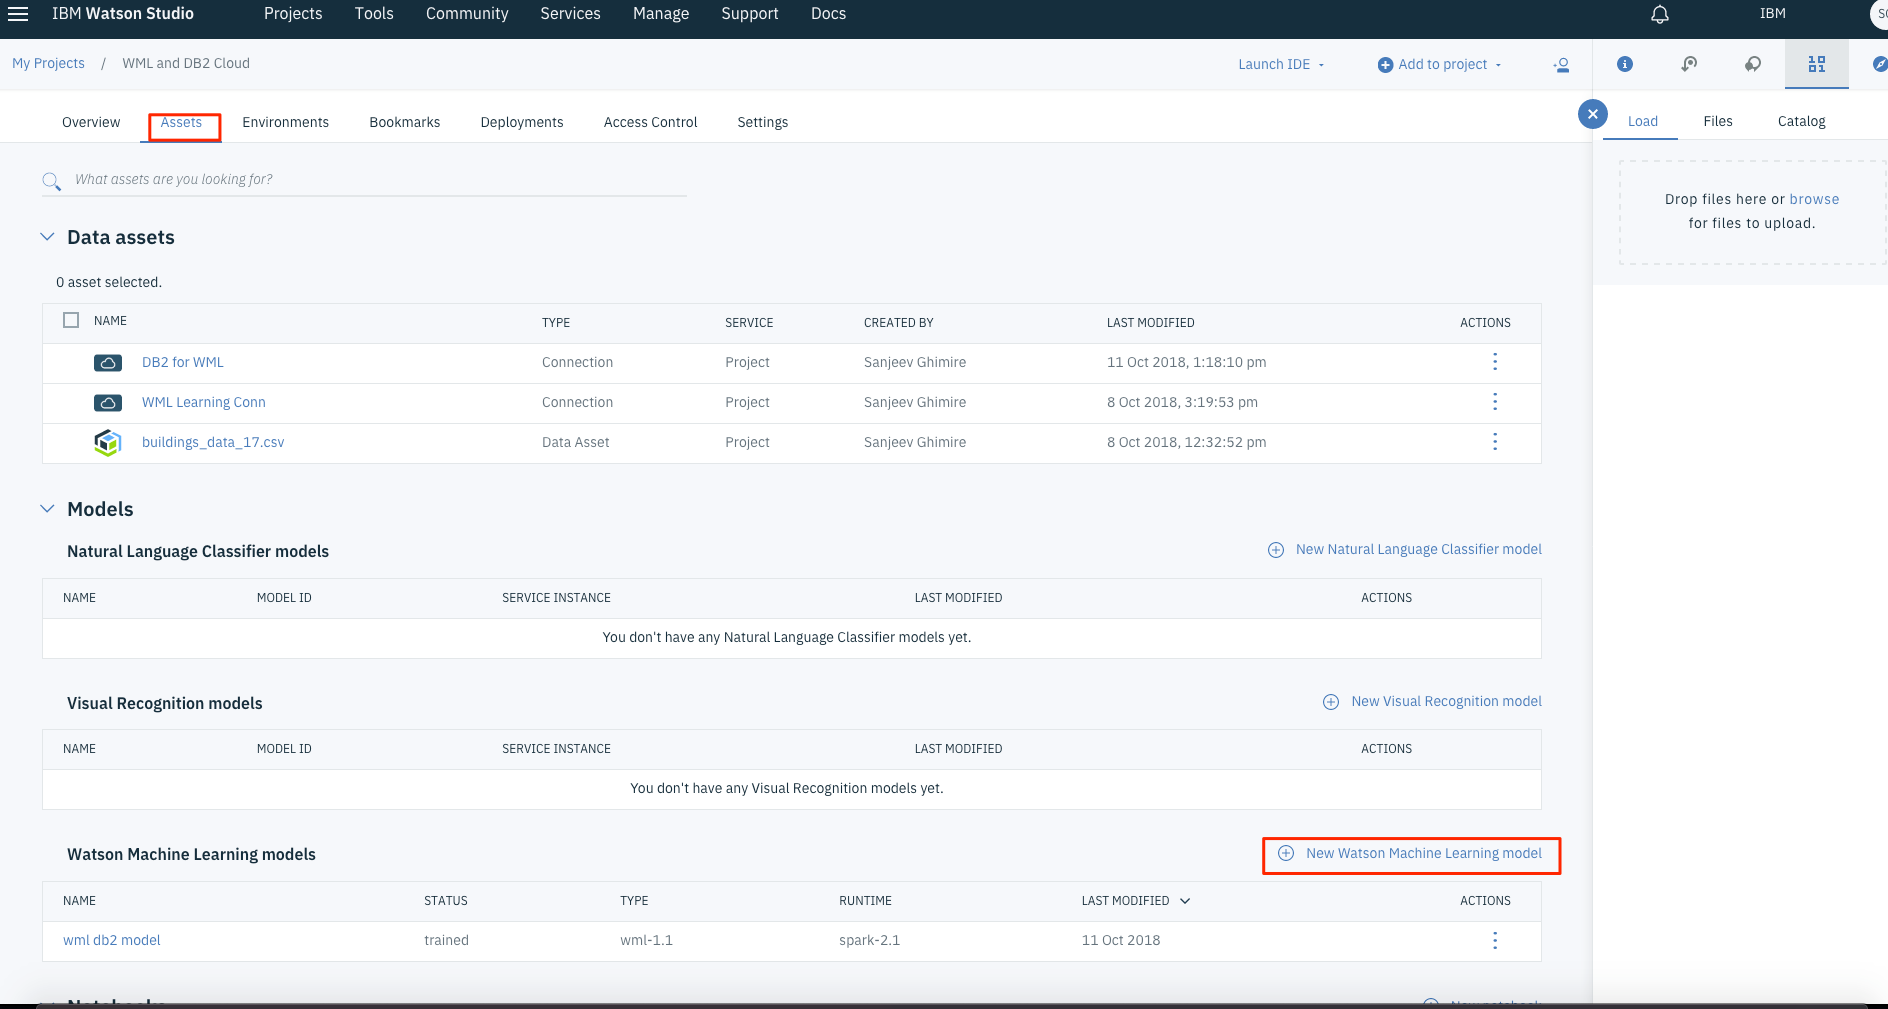 IBM Watson Studio Projects Tools Community Services Manage Support Docs IBM
My Projects / WML and DB2 Cloud Launch IDE Add to project
Overview Assets Environments Bookmarks Deployments Access Control Settings
Load Files Catalog
What assets are you looking for?
Drop files here or browse
for files to upload.
Data assets
0 asset selected.
NAME TYPE SERVICE CREATED BY LAST MODIFIED ACTIONS
DB2 for WML Connection Project Sanjeev Ghimire 11 Oct 2018, 1:18:10 pm
WML Learning Conn Connection Project Sanjeev Ghimire 8 Oct 2018, 3:19:53 pm
buildings_data_17.csv Data Asset Project Sanjeev Ghimire 8 Oct 2018, 12:32:52 pm
Models
Natural Language Classifier models New Natural Language Classifier model
NAME MODEL ID SERVICE INSTANCE LAST MODIFIED ACTIONS
You don't have any Natural Language Classifier models yet.
Visual Recognition models New Visual Recognition model
NAME MODEL ID SERVICE INSTANCE LAST MODIFIED ACTIONS
You don't have any Visual Recognition models yet.
Watson Machine Learning models New Watson Machine Learning model
NAME STATUS TYPE RUNTIME LAST MODIFIED ACTIONS
wml db2 model trained wml-1.1 spark-2.1 11 Oct 2018
Notebooks New notebook